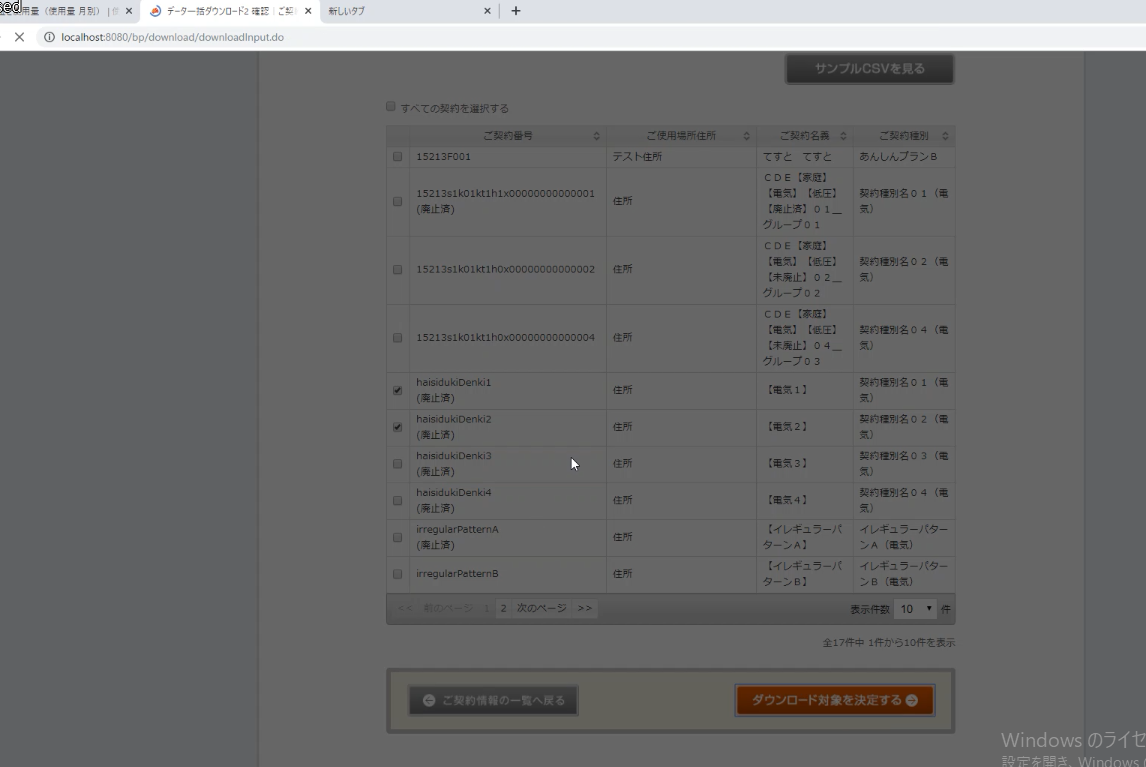 sed
使用量（使用量 月別）
データ一括ダウンロード2 確認｜ご契
新しいタブ
localhost:8080/bp/download/downloadInput.do
サンプルCSVを見る
すべての契約を選択する
ご契約番号 ご使用場所住所 ご契約名義 ご契約種別
15213F001 テスト住所 てすと てすと あんしんプランＢ
15213s1k01kt1h1x00000000000001
(廃止済)
住所
ＣＤＥ【家庭】
【電気】【低圧】
【廃止済】０１＿
グループ０１
契約種別名０１（電
気）
15213s1k01kt1h0x00000000000002
住所
ＣＤＥ【家庭】
【電気】【低圧】
【未廃止】０２＿
グループ０２
契約種別名０２（電
気）
15213s1k01kt1h0x00000000000004
住所
ＣＤＥ【家庭】
【電気】【低圧】
【未廃止】０４＿
グループ０３
契約種別名０４（電
気）
haisidukiDenki1
(廃止済)
住所
【電気１】
契約種別名０１（電
気）
haisidukiDenki2
(廃止済)
住所
【電気２】
契約種別名０２（電
気）
haisidukiDenki3
(廃止済)
住所
【電気３】
契約種別名０３（電
気）
haisidukiDenki4
(廃止済)
住所
【電気４】
契約種別名０４（電
気）
irregularPatternA
(廃止済)
住所
【イレギュラーパ
ターンＡ】
イレギュラーパター
ンＡ（電気）
irregularPatternB
住所
【イレギュラーパ
ターンＢ】
イレギュラーパター
ンＢ（電気）
<< 前のページ 1 2 次のページ >> 表示件数 10 件
全17件中 1件から10件を表示
ご契約情報の一覧へ戻る ダウンロード対象を決定する
Windows のライセ
設定を開き、Windows